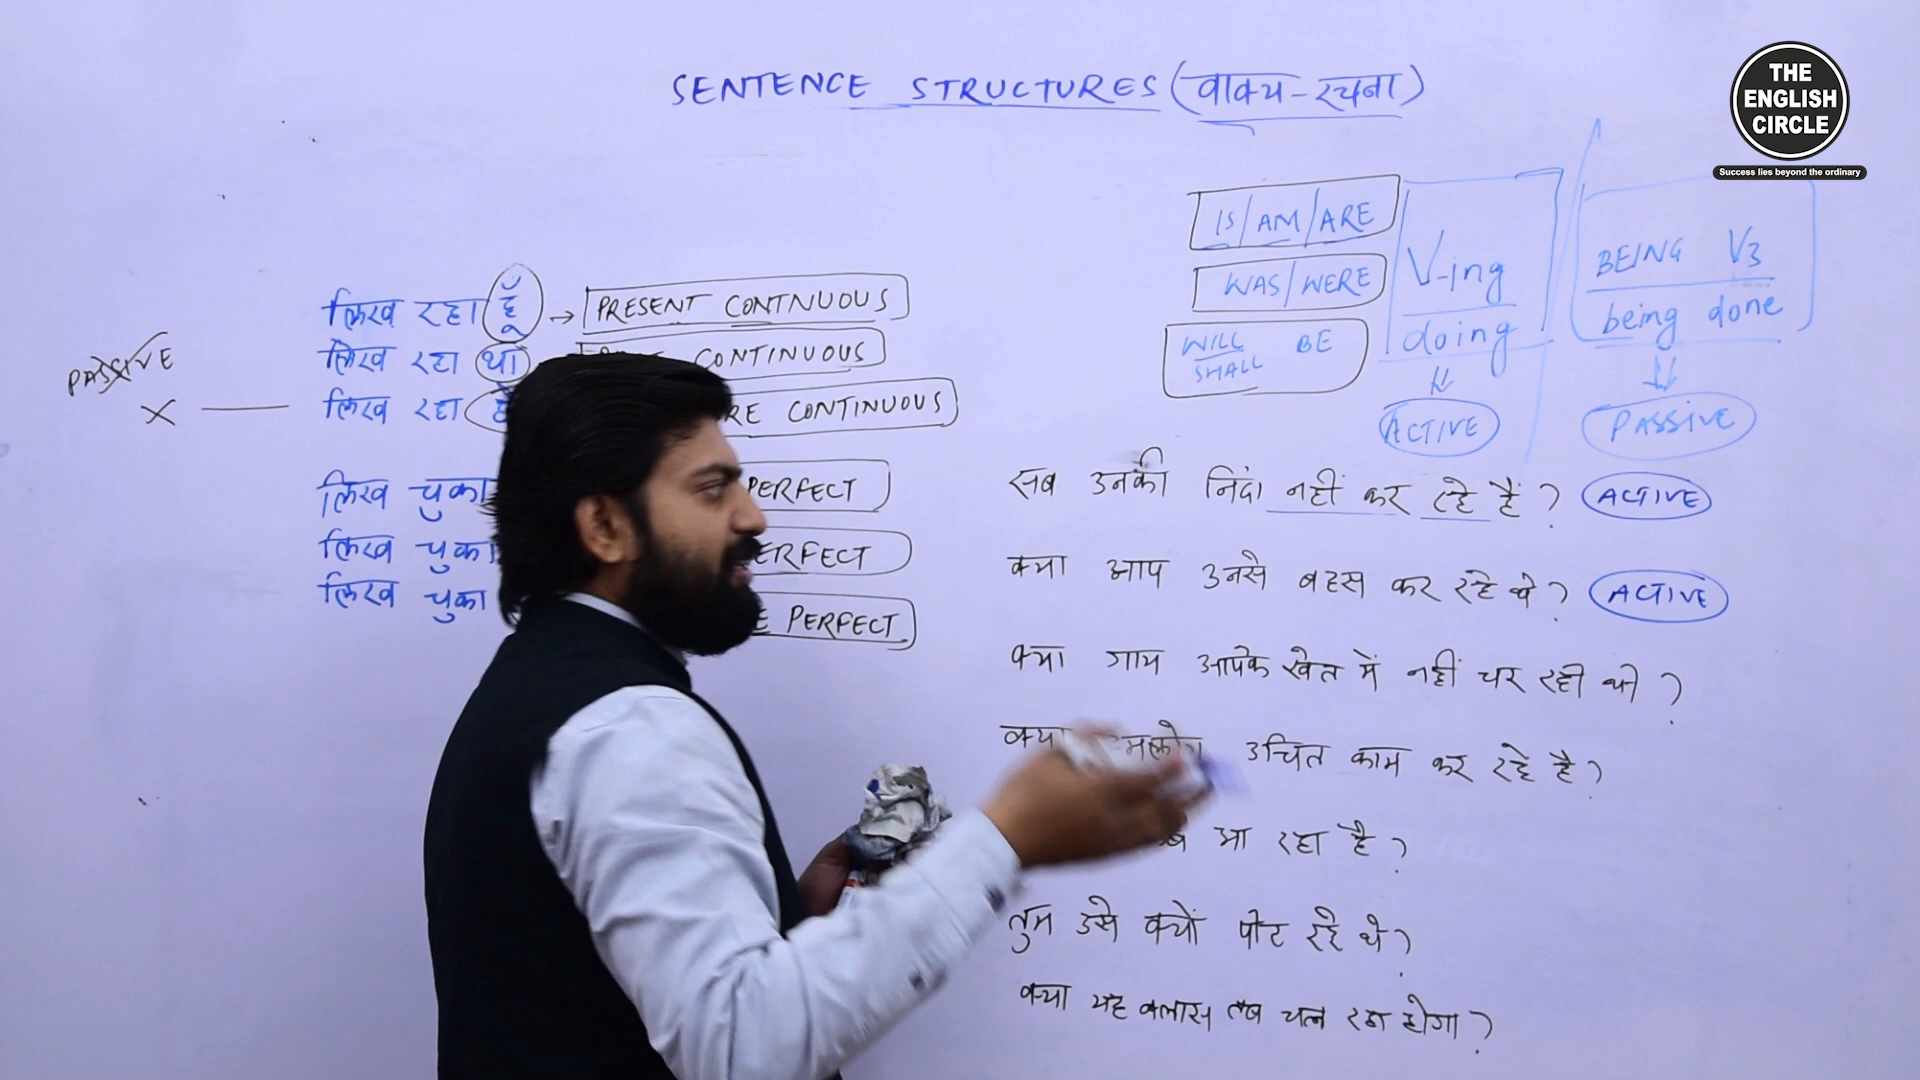 SENTENCE STRUCTURES (वाक्य-रचना)
THE
ENGLISH
CIRCLE
Success lies beyond the ordinary
IS/AM/ARE
WAS/WERE
WILL
SHALL BE
V-ing
doing
ACTIVE
BEING V3
being done
PASSIVE
PASSIVE
X
लिख रहा हूँ → PRESENT CONTNUOUS
लिख रहा था CONTINUOUS
लिख रहा RE CONTINUOUS
लिख चुका PERFECT
लिख चुका ERFECT
लिख चुका E PERFECT
सब उनकी निंदा नहीं कर रहे हैं ? ACTIVE
क्या आप उनसे बहस कर रहे थे ? ACTIVE
क्या गाय आपके खेत में नहीं चर रही थी ?
क्या उचित काम कर रहे है ?
आ रहा है ?
तुम उसे क्यों पीट रहे थे ?
क्या यह क्लास तब चल रहा होगा ?